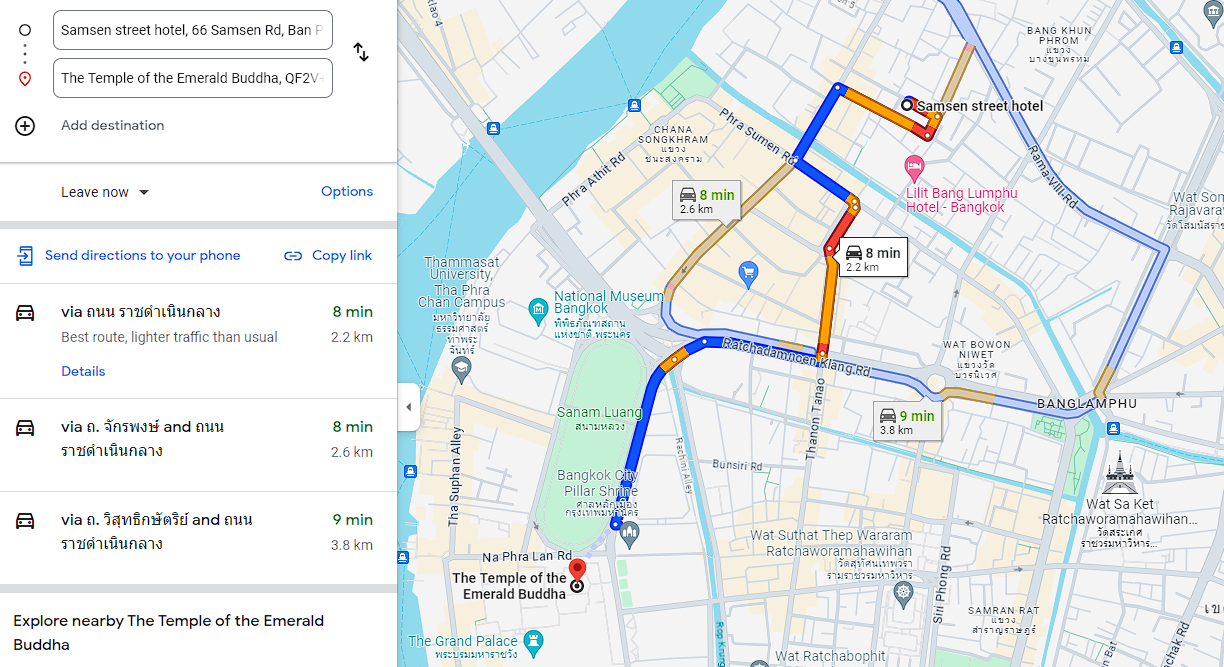 Samsen street hotel, 66 Samsen Rd, Ban P
The Temple of the Emerald Buddha, QF2V+
Add destination
Leave now
Options
Send directions to your phone
Copy link
via ถนน ราชดำเนินกลาง
8 min
Best route, lighter traffic than usual
2.2 km
Details
via ถ. จักรพงษ์ and ถนน
ราชดำเนินกลาง
8 min
2.6 km
via ถ. วิสุทธิกษัตริย์ and ถนน
ราชดำเนินกลาง
9 min
3.8 km
Explore nearby The Temple of the Emerald
Buddha
BANG KHUN
PHROM
แขวง
บางขุนพรหม
Samsen street hotel
Phra Sumen Rd
CHANA
SONGKHRAM
แขวง
ชนะสงคราม
Phra Athit Rd
Rama VIII Rd
Lilit Bang Lumphu
Hotel - Bangkok
8 min
2.6 km
8 min
2.2 km
Thammasat
University,
Tha Phra
Chan Campus
มหาวิทยาลัย
ธรรมศาสตร์
ท่าพระ
จันทร์
National Museum
Bangkok
พิพิธภัณฑสถาน
แห่งชาติ พระนคร
Ratchadamnoen Klang Rd
WAT BOWON
NIWET
แขวงวัด
บวรนิเวศ
BANGLAMPHU
9 min
3.8 km
Sanam Luang
สนามหลวง
Thanon Tanao
Rachini Alley
Bunsiri Rd
Tha Suphan Alley
Bangkok City
Pillar Shrine
ศาลหลักเมือง
กรุงเทพมหานคร
Wat Sa Ket
Ratchaworamahawihan...
วัดสระเกศ
ราชวรมหาวิหาร...
Wat Suthat Thep Wararam
Ratchaworamahawihan
วัดสุทัศนเทพวรา
รามราชวรมหาวิหาร
Na Phra Lan Rd
The Temple of the
Emerald Buddha
Siri Phong Rd
SAMRAN RAT
แขวง
สำราญราษฎร์
The Grand Palace
พระบรมมหาราชวัง
Wat Ratchabophit